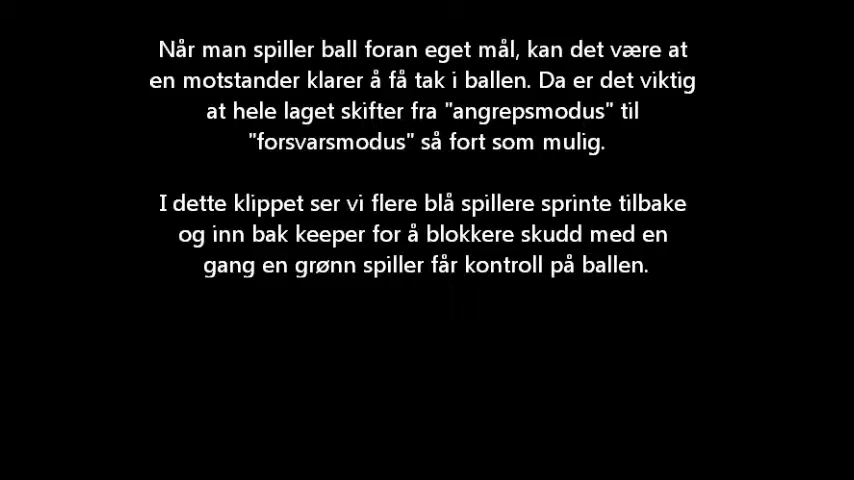 Når man spiller ball foran eget mål, kan det være at
en motstander klarer å få tak i ballen. Da er det viktig
at hele laget skifter fra "angrepsmodus" til
"forsvarsmodus" så fort som mulig.
I dette klippet ser vi flere blå spillere sprinte tilbake
og inn bak keeper for å blokkere skudd med en
gang en grønn spiller får kontroll på ballen.